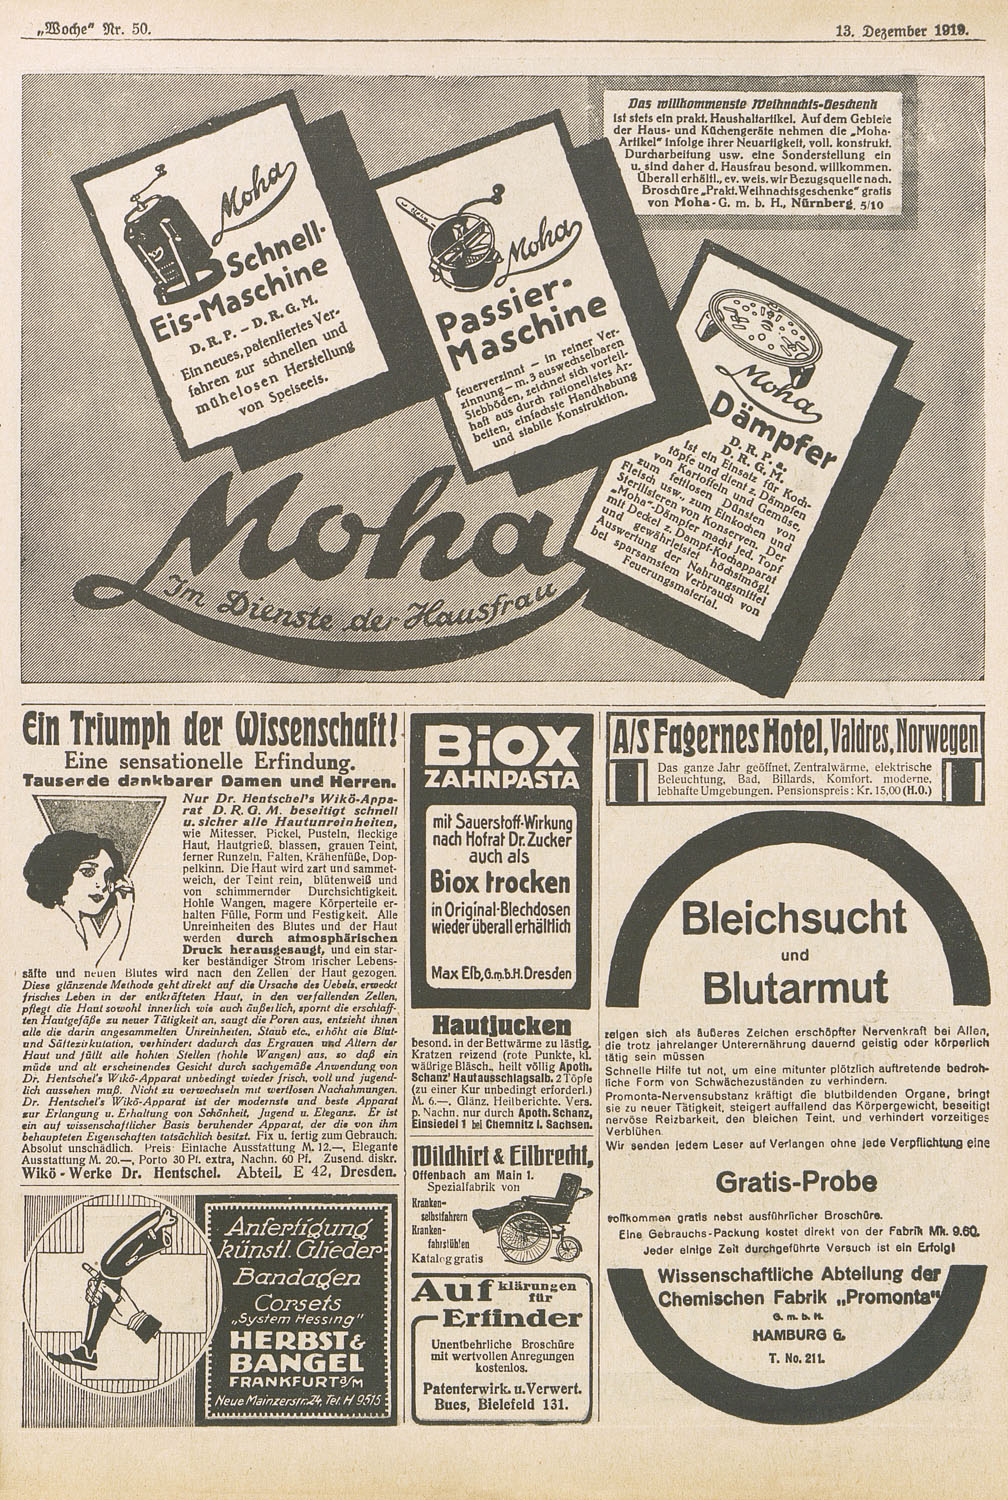 „Woche“ Nr. 50.
13. Dezember 1919.
Das willkommenste Weihnachts-Geschenk
ist stets ein prakt. Haushaltartikel. Auf dem Gebiete
der Haus- und Küchengeräte nehmen die „Moha-
Artikel“ infolge ihrer Neuartigkeit, voll. konstrukt.
Durcharbeitung usw. eine Sonderstellung ein
u. sind daher d. Hausfrau besond. willkommen.
Überall erhältl., ev. weis. wir Bezugsquelle nach.
Broschüre „Prakt. Weihnachtsgeschenke“ gratis
von Moha-G. m. b. H., Nürnberg. 5/10
Moha
Schnell-
Eis-Maschine
D. R. P. – D. R. G. M.
Ein neues, patentiertes Ver-
fahren zur schnellen und
mühelosen Herstellung
von Speiseeis.
Moha
Passier-
Maschine
feuerverzinnt – in reiner Ver-
zinnung – m. 3 auswechselbaren
Siebböden, zeichnet sich vorteil-
haft aus durch rationellstes Ar-
beiten, einfachste Handhabung
und stabile Konstruktion.
Moha
Dämpfer
D. R. P. a.
D. R. G. M.
Ist ein Einsatz für Koch-
töpfe und dient z. Dämpfen
von Kartoffeln und Gemüse,
zum fettlosen Dünsten von
Fleisch usw. zum Einkochen und
Sterilisieren von Konserven. Der
„Moha“-Dämpfer macht jed. Topf
mit Deckel z. Dampf-Kochapparat
und gewährleistet höchstmögl.
Auswertung der Nahrungsmittel
bei sparsamstem Verbrauch von
Feuerungsmaterial.
Moha
Im Dienste der Hausfrau
Ein Triumph der Wissenschaft!
Eine sensationelle Erfindung.
Tausende dankbarer Damen und Herren.
Nur Dr. Hentschel's Wikö-Appa-
rat D. R. G. M. beseitigt schnell
u. sicher alle Hautunreinheiten,
wie Mitesser, Pickel, Pusteln, fleckige
Haut, Hautgrieß, blassen, grauen Teint,
ferner Runzeln, Falten, Krähenfüße, Dop-
pelkinn. Die Haut wird zart und sammet-
weich, der Teint rein, blütenweiß und
von schimmernder Durchsichtigkeit.
Hohle Wangen, magere Körperteile er-
halten Fülle, Form und Festigkeit. Alle
Unreinheiten des Blutes und der Haut
werden durch atmosphärischen
Druck herausgesaugt, und ein star-
ker beständiger Strom frischer Lebens-
säfte und neuen Blutes wird nach den Zellen der Haut gezogen.
Diese glänzende Methode geht direkt auf die Ursache des Uebels, erweckt
frisches Leben in der entkräfteten Haut, in den verfallenden Zellen,
pflegt die Haut sowohl innerlich wie auch äußerlich, spornt die erschlaff-
ten Hautgefäße zu neuer Tätigkeit an, saugt die Poren aus, entzieht ihnen
alle die darin angesammelten Unreinheiten, Staub etc., erhöht die Blut-
und Säftezirkulation, verhindert dadurch das Ergrauen und Altern der
Haut und füllt alle hohlen Stellen (hohle Wangen) aus, so daß ein
müde und alt erscheinendes Gesicht durch sachgemäße Anwendung von
Dr. Hentschel's Wikö-Apparat unbedingt wieder frisch, voll und jugend-
lich aussehen muß. Nicht zu verwechseln mit wertlosen Nachahmungen.
Dr. Hentschel's Wikö-Apparat ist der modernste und beste Apparat
zur Erlangung u. Erhaltung von Schönheit, Jugend u. Eleganz. Er ist
ein auf wissenschaftlicher Basis beruhender Apparat, der die von ihm
behaupteten Eigenschaften tatsächlich besitzt. Fix u. fertig zum Gebrauch.
Absolut unschädlich. Preis: Einfache Ausstattung M. 12.—, Elegante
Ausstattung M. 20.—, Porto 30 Pf. extra, Nachn. 60 Pf. Zusend. diskr.
Wikö-Werke Dr. Hentschel. Abteil. E 42, Dresden.
Anfertigung
künstl. Glieder
Bandagen
Corsets
„System Hessing“
HERBST &
BANGEL
FRANKFURT a/M
Neue Mainzerstr. 24, Tel. H 9515
BiOX
ZAHNPASTA
mit Sauerstoff-Wirkung
nach Hofrat Dr. Zucker
auch als
Biox trocken
in Original-Blechdosen
wieder überall erhältlich
Max Elb, G.m.b.H. Dresden
Hautjucken
besond. in der Bettwärme zu lästig.
Kratzen reizend (rote Punkte, kl.
wäßrige Bläsch., heilt völlig Apoth.
Schanz' Hautausschlagsalb. 2 Töpfe
(zu einer Kur unbedingt erforderl.)
M. 6.—. Glänz. Heilberichte. Vers.
p. Nachn. nur durch Apoth. Schanz,
Einsiedel 1 bei Chemnitz i. Sachsen.
Wildhirt & Eilbrecht,
Offenbach am Main 1.
Spezialfabrik von
Kranken-
selbstfahrern
Kranken-
fahrstühlen
Katalog gratis
Aufklärungen
für
Erfinder
Unentbehrliche Broschüre
mit wertvollen Anregungen
kostenlos.
Patenterwirk. u. Verwert.
Bues, Bielefeld 131.
A/S Fagernes Hotel, Valdres, Norwegen
Das ganze Jahr geöffnet, Zentralwärme, elektrische
Beleuchtung, Bad, Billards, Komfort, moderne,
lebhafte Umgebungen. Pensionspreis: Kr. 15,00 (H.O.)
Bleichsucht
und
Blutarmut
zeigen sich als äußeres Zeichen erschöpfter Nervenkraft bei Allen,
die trotz jahrelanger Unterernährung dauernd geistig oder körperlich
tätig sein müssen
Schnelle Hilfe tut not, um eine mitunter plötzlich auftretende bedroh-
liche Form von Schwächezuständen zu verhindern.
Promonta-Nervensubstanz kräftigt die blutbildenden Organe, bringt
sie zu neuer Tätigkeit, steigert auffallend das Körpergewicht, beseitigt
nervöse Reizbarkeit, den bleichen Teint, und verhindert vorzeitiges
Verblühen.
Wir senden jedem Leser auf Verlangen ohne jede Verpflichtung eine
Gratis-Probe
vollkommen gratis nebst ausführlicher Broschüre.
Eine Gebrauchs-Packung kostet direkt von der Fabrik Mk. 9.60.
Jeder einige Zeit durchgeführte Versuch ist ein Erfolg!
Wissenschaftliche Abteilung der
Chemischen Fabrik „Promonta“
G. m. b. H.
HAMBURG 6.
T. No. 211.